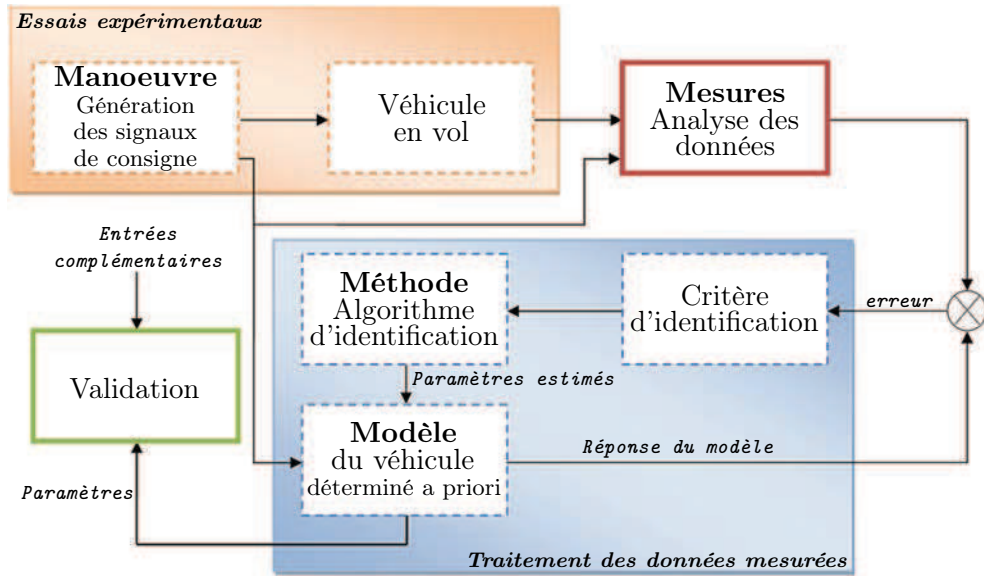 Essais expérimentaux
Manoeuvre
Génération
des signaux
de consigne
Véhicule
en vol
Mesures
Analyse des
données
Entrées
complémentaires
Méthode
Algorithme
d'identification
Critère
d'identification
erreur
Validation
Paramètres estimés
Modèle
du véhicule
déterminé a priori
Réponse du modèle
Paramètres
Traitement des données mesurées